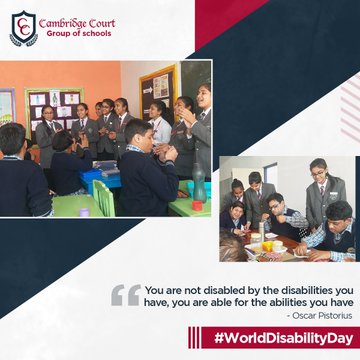 Cambridge Court
Group of schools
You are not disabled by the disabilities you
have, you are able for the abilities you have
- Oscar Pistorius
#WorldDisabilityDay